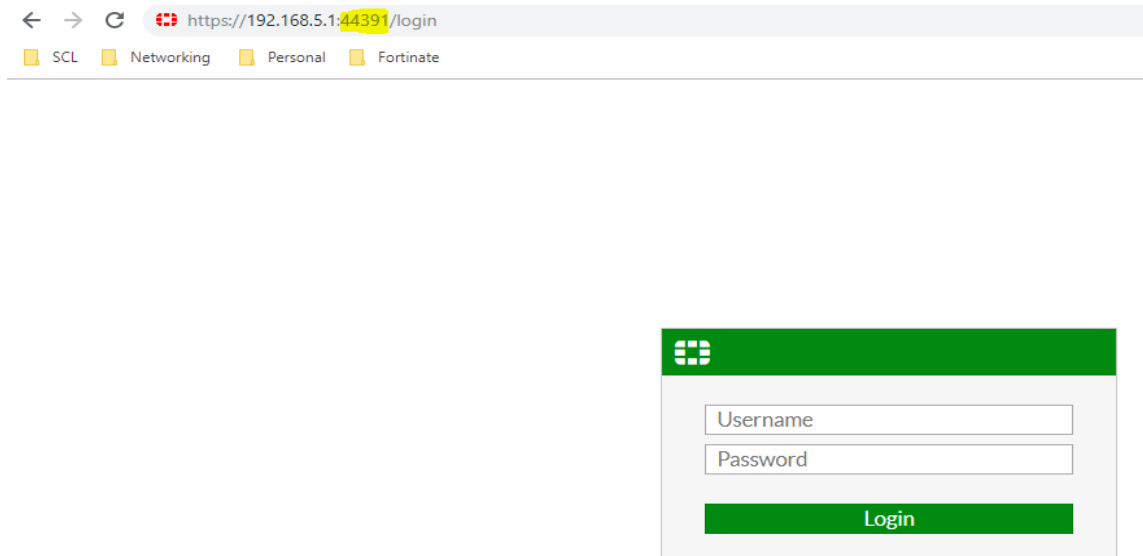 https://192.168.5.1:44391/login
SCL Networking Personal Fortinate
Username
Password
Login